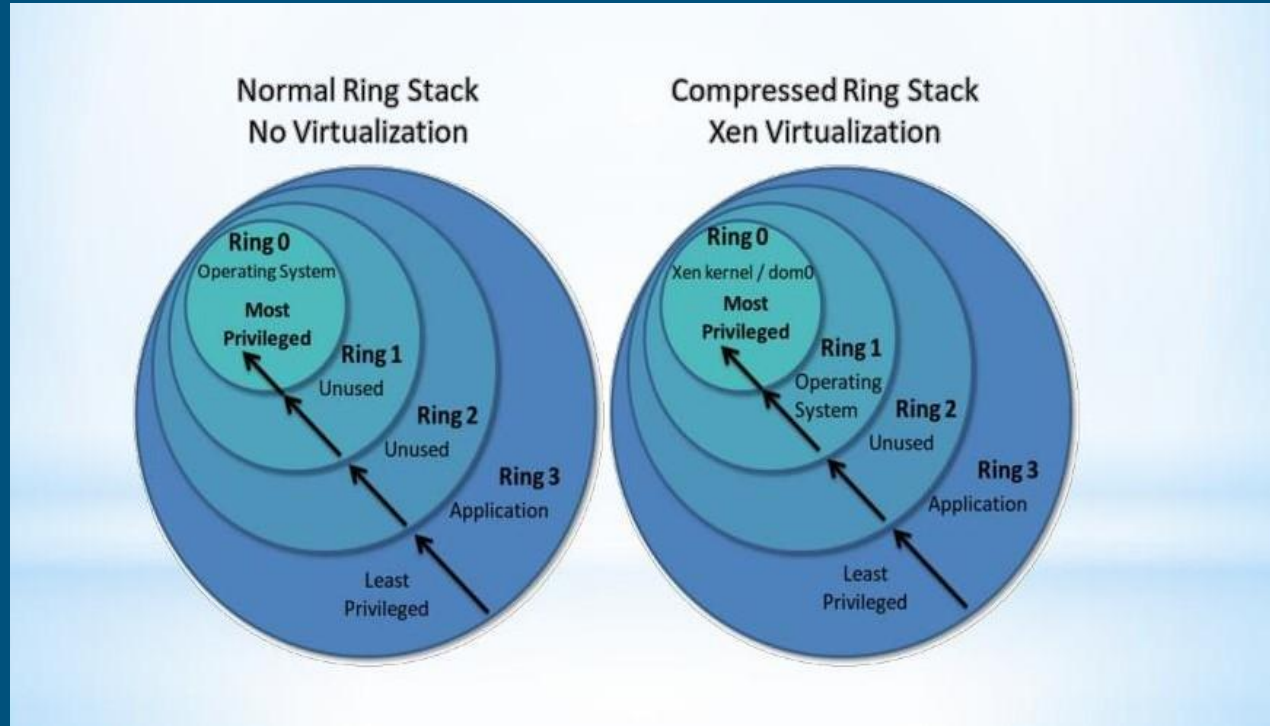 Normal Ring Stack
No Virtualization
Ring 0
Operating System
Most
Privileged
Ring 1
Unused
Ring 2
Unused
Ring 3
Application
Least
Privileged
Compressed Ring Stack
Xen Virtualization
Ring 0
Xen kernel / dom0
Most
Privileged
Ring 1
Operating
System
Ring 2
Unused
Ring 3
Application
Least
Privileged